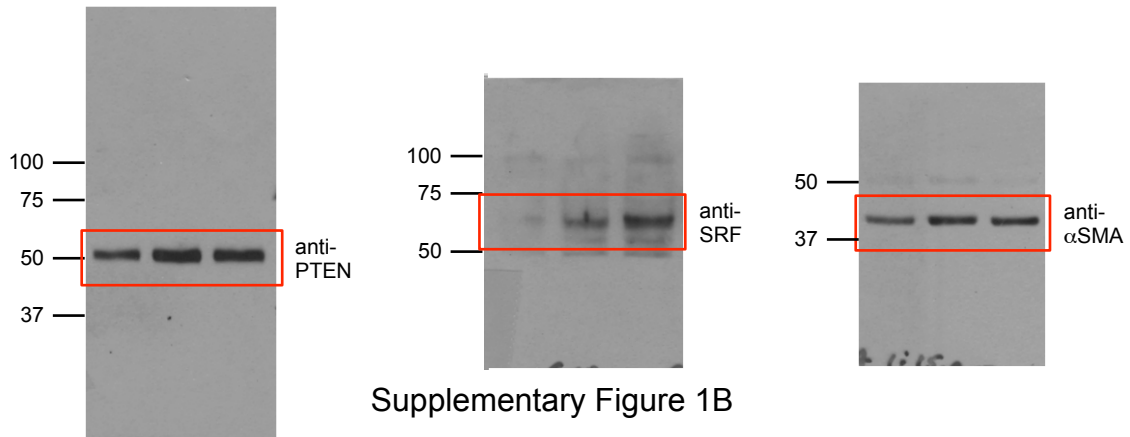 100
75
50
37
anti-
PTEN
100
75
50
anti-
SRF
50
37
anti-
αSMA
Supplementary Figure 1B